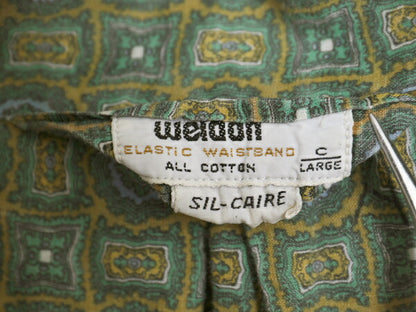 weldon
ELASTIC WAISTBAND
ALL COTTON
C
LARGE
SIL-CAIRE